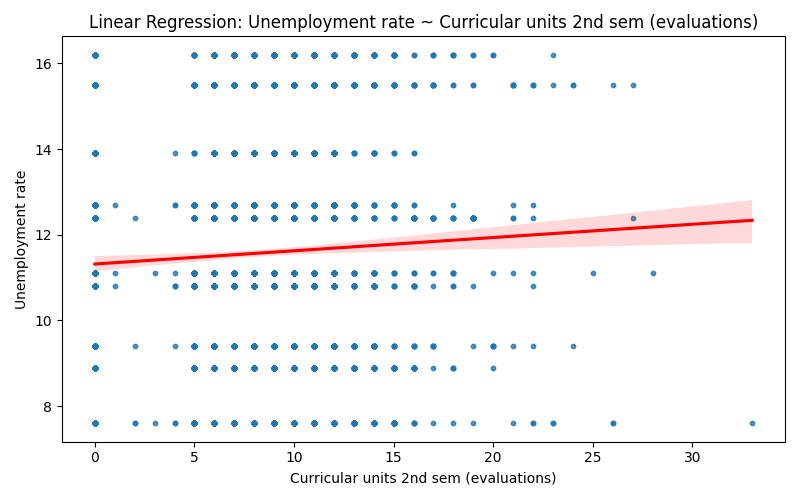 Linear Regression: Unemployment rate ~ Curricular units 2nd sem (evaluations)
Unemployment rate
16
14
12
10
8
0 5 10 15 20 25 30
Curricular units 2nd sem (evaluations)